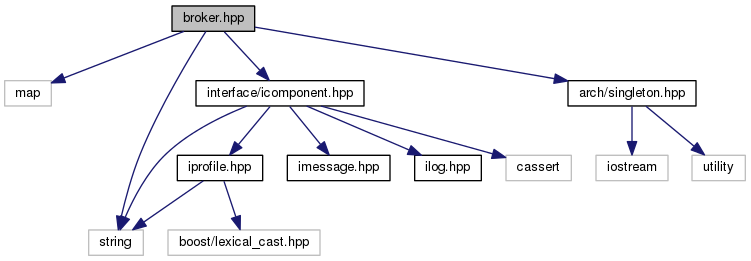 broker.hpp
map
interface/icomponent.hpp
arch/singleton.hpp
iprofile.hpp
imessage.hpp
ilog.hpp
cassert
iostream
utility
string
boost/lexical_cast.hpp